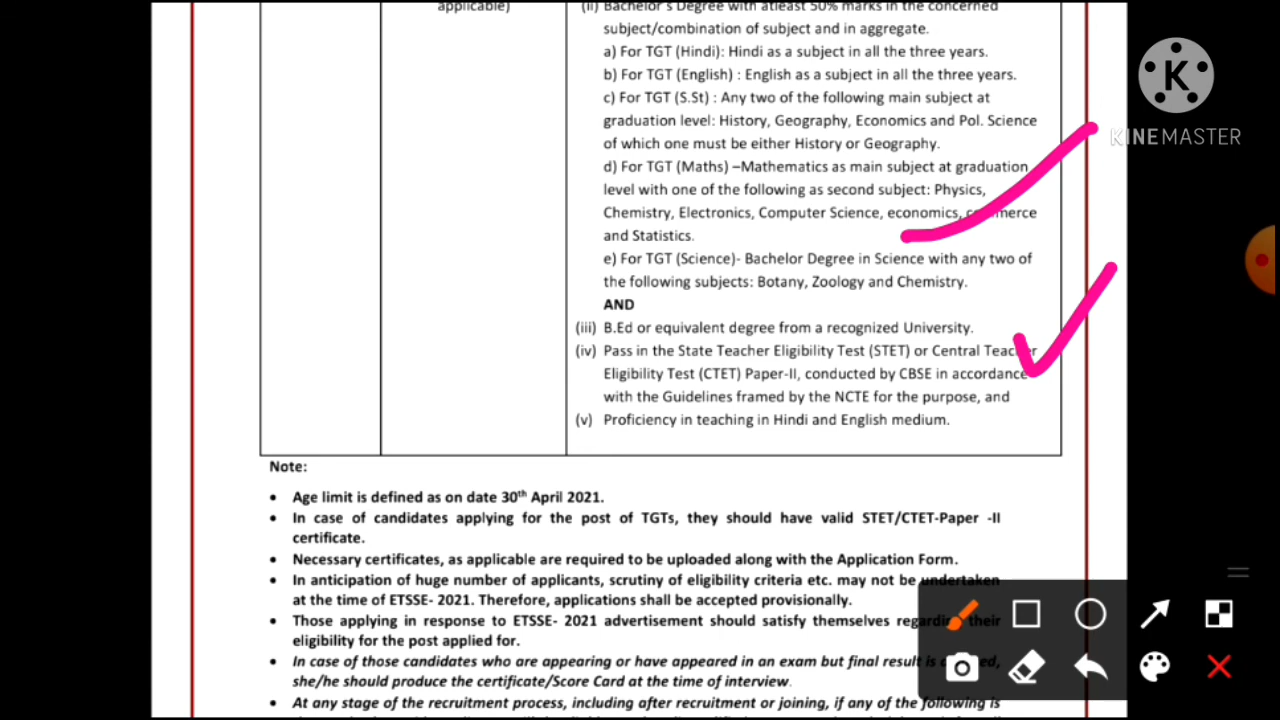 applicable)
(ii) Bachelor's Degree with atleast 50% marks in the concerned
subject/combination of subject and in aggregate.
a) For TGT (Hindi): Hindi as a subject in all the three years.
b) For TGT (English) : English as a subject in all the three years.
c) For TGT (S.St) : Any two of the following main subject at
graduation level: History, Geography, Economics and Pol. Science
of which one must be either History or Geography.
d) For TGT (Maths) –Mathematics as main subject at graduation
level with one of the following as second subject: Physics,
Chemistry, Electronics, Computer Science, economics, commerce
and Statistics.
e) For TGT (Science)- Bachelor Degree in Science with any two of
the following subjects: Botany, Zoology and Chemistry.
AND
(iii) B.Ed or equivalent degree from a recognized University.
(iv) Pass in the State Teacher Eligibility Test (STET) or Central Teacher
Eligibility Test (CTET) Paper-II, conducted by CBSE in accordance
with the Guidelines framed by the NCTE for the purpose, and
(v) Proficiency in teaching in Hindi and English medium.
Note:
• Age limit is defined as on date 30th April 2021.
• In case of candidates applying for the post of TGTs, they should have valid STET/CTET-Paper -II
certificate.
• Necessary certificates, as applicable are required to be uploaded along with the Application Form.
• In anticipation of huge number of applicants, scrutiny of eligibility criteria etc. may not be undertaken
at the time of ETSSE- 2021. Therefore, applications shall be accepted provisionally.
• Those applying in response to ETSSE- 2021 advertisement should satisfy themselves regarding their
eligibility for the post applied for.
• In case of those candidates who are appearing or have appeared in an exam but final result is
she/he should produce the certificate/Score Card at the time of interview.
• At any stage of the recruitment process, including after recruitment or joining, if any of the following is
K
KINEMASTER